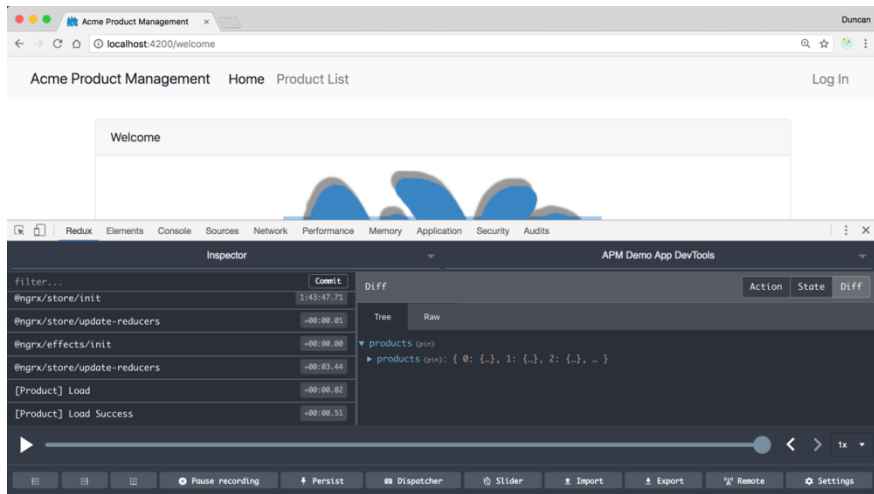 Acme Product Management ×
Duncan
localhost:4200/welcome
Acme Product Management Home Product List Log In
Welcome
Redux Elements Console Sources Network Performance Memory Application Security Audits
Inspector APM Demo App DevTools
filter... Commit Diff Action State Diff
@ngrx/store/init 1:43:47.71
@ngrx/store/update-reducers +00:00.01
Tree Raw
@ngrx/effects/init +00:00.00
products (pin)
products (pin): { 0: {…}, 1: {…}, 2: {…}, … }
@ngrx/store/update-reducers +00:03.44
[Product] Load +00:00.02
[Product] Load Success +00:00.51
1x
Pause recording Persist Dispatcher Slider Import Export Remote Settings